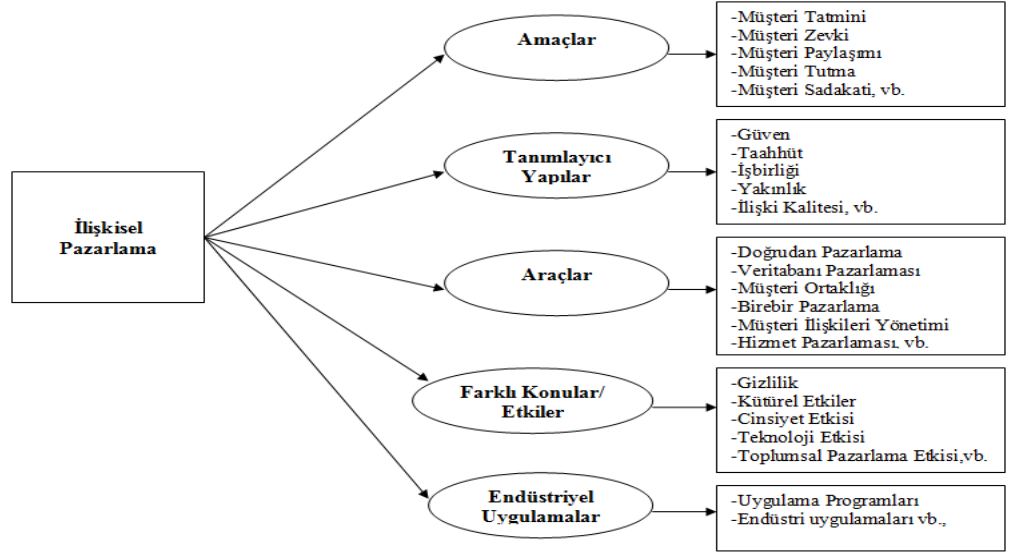 İlişkisel
Pazarlama
Amaçlar
-Müşteri Tatmini
-Müşteri Zevki
-Müşteri Paylaşımı
-Müşteri Tutma
-Müşteri Sadakati, vb.
Tanımlayıcı
Yapılar
-Güven
-Taahhüt
-İşbirliği
-Yakınlık
-İlişki Kalitesi, vb.
Araçlar
-Doğrudan Pazarlama
-Veritabanı Pazarlaması
-Müşteri Ortaklığı
-Birebir Pazarlama
-Müşteri İlişkileri Yönetimi
-Hizmet Pazarlaması, vb.
Farklı Konular/
Etkiler
-Gizlilik
-Kütürel Etkiler
-Cinsiyet Etkisi
-Teknoloji Etkisi
-Toplumsal Pazarlama Etkisi,vb.
Endüstriyel
Uygulamalar
-Uygulama Programları
-Endüstri uygulamaları vb.,